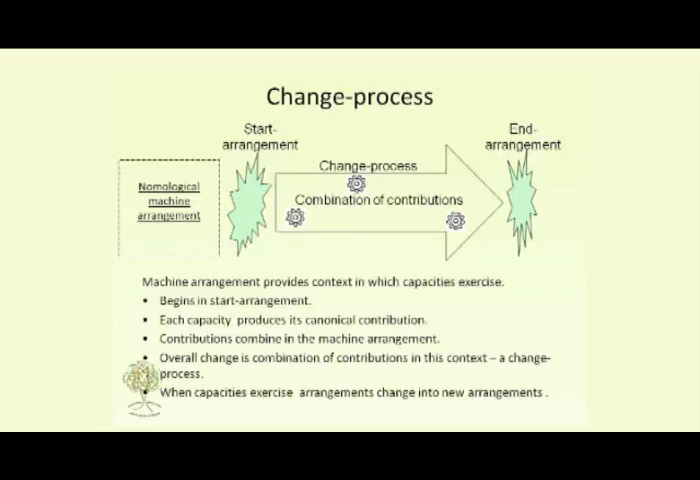 Change-process
Start-
arrangement
End-
arrangement
Change-process
Nomological
machine
arrangement
Combination of contributions
Machine arrangement provides context in which capacities exercise.
• Begins in start-arrangement.
• Each capacity produces its canonical contribution.
• Contributions combine in the machine arrangement.
• Overall change is combination of contributions in this context – a change-
process.
• When capacities exercise arrangements change into new arrangements .